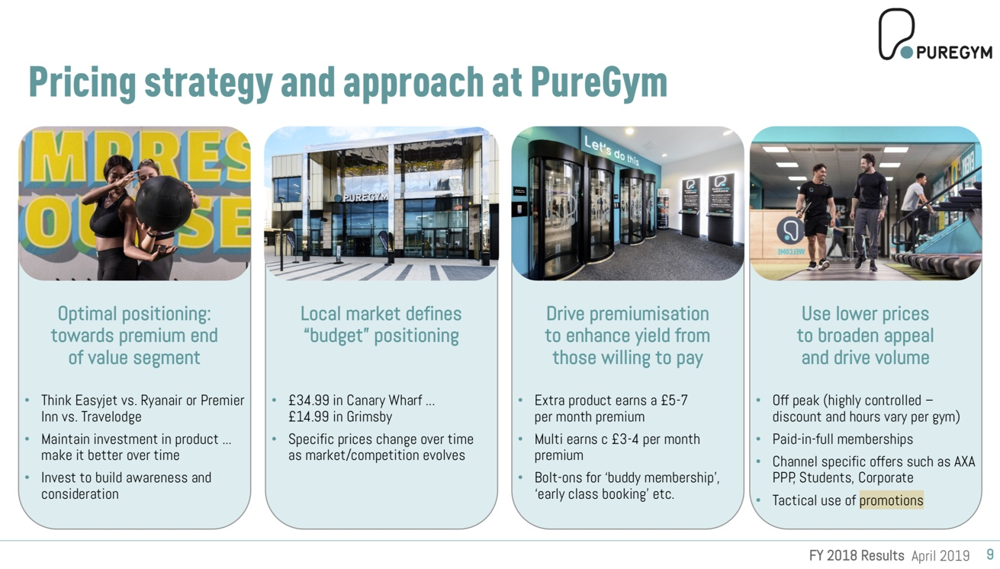 PUREGYM
Pricing strategy and approach at PureGym
MPRES
OU SE
PUREGYM
Let's do this
WELCOME
Optimal positioning:
towards premium end
of value segment
• Think Easyjet vs. Ryanair or Premier
Inn vs. Travelodge
• Maintain investment in product ...
make it better over time
• Invest to build awareness and
consideration
Local market defines
“budget” positioning
• £34.99 in Canary Wharf ...
£14.99 in Grimsby
• Specific prices change over time
as market/competition evolves
Drive premiumisation
to enhance yield from
those willing to pay
• Extra product earns a £5-7
per month premium
• Multi earns c £3-4 per month
premium
• Bolt-ons for ‘buddy membership’,
‘early class booking’ etc.
Use lower prices
to broaden appeal
and drive volume
• Off peak (highly controlled –
discount and hours vary per gym)
• Paid-in-full memberships
• Channel specific offers such as AXA
PPP, Students, Corporate
• Tactical use of promotions
FY 2018 Results April 2019 9